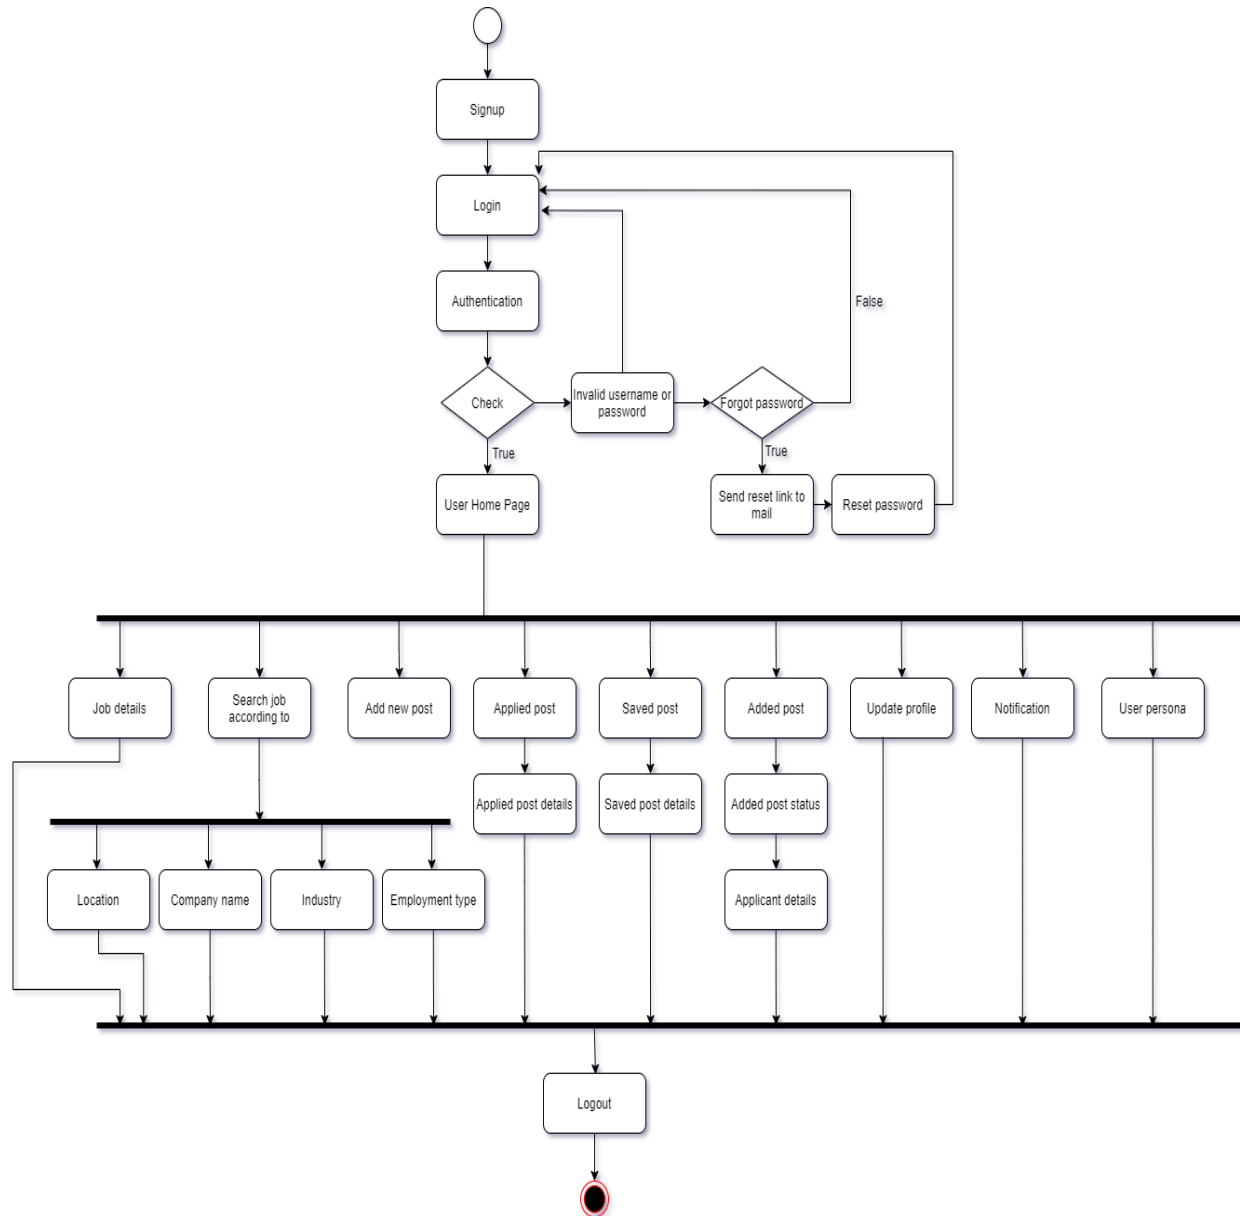 Signup
Login
Authentication
False
Check
Invalid username or
password
Forgot password
True
True
User Home Page
Send reset link to
mail
Reset password
Job details
Search job
according to
Add new post
Applied post
Saved post
Added post
Update profile
Notification
User persona
Applied post details
Saved post details
Added post status
Location
Company name
Industry
Employment type
Applicant details
Logout